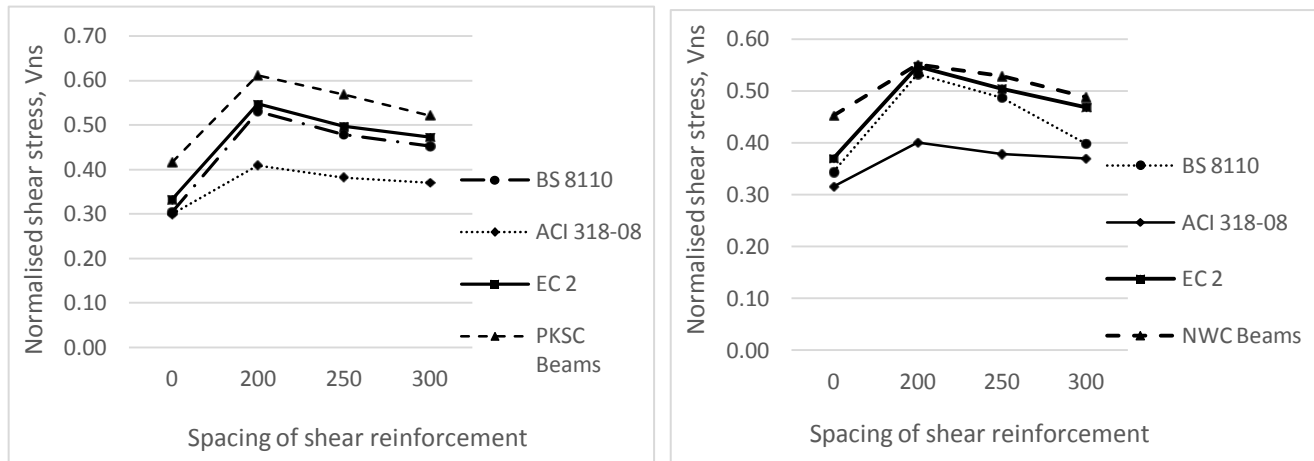 Normalised shear stress, Vns
0.70
0.60
0.50
0.40
0.30
0.20
0.10
0.00
0 200 250 300
Spacing of shear reinforcement
BS 8110
ACI 318-08
EC 2
PKSC
Beams
Normalised shear stress, Vns
0.60
0.50
0.40
0.30
0.20
0.10
0.00
0 200 250 300
Spacing of shear reinforcement
BS 8110
ACI 318-08
EC 2
NWC Beams